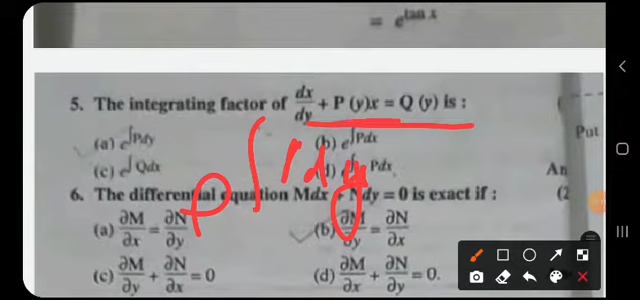 = e^{tan x}
5. The integrating factor of dx/dy + P (y)x = Q (y) is :
(a) e^{∫Pdy} (b) e^{∫Pdx}
(c) e^{∫Qdx} (d) Pdx
Put
An
6. The differential equation Mdx + Ndy = 0 is exact if :
(2
(a) ∂M/∂x = ∂N/∂y (b) ∂M/∂y = ∂N/∂x
(c) ∂M/∂y + ∂N/∂x = 0 (d) ∂M/∂x + ∂N/∂y = 0.